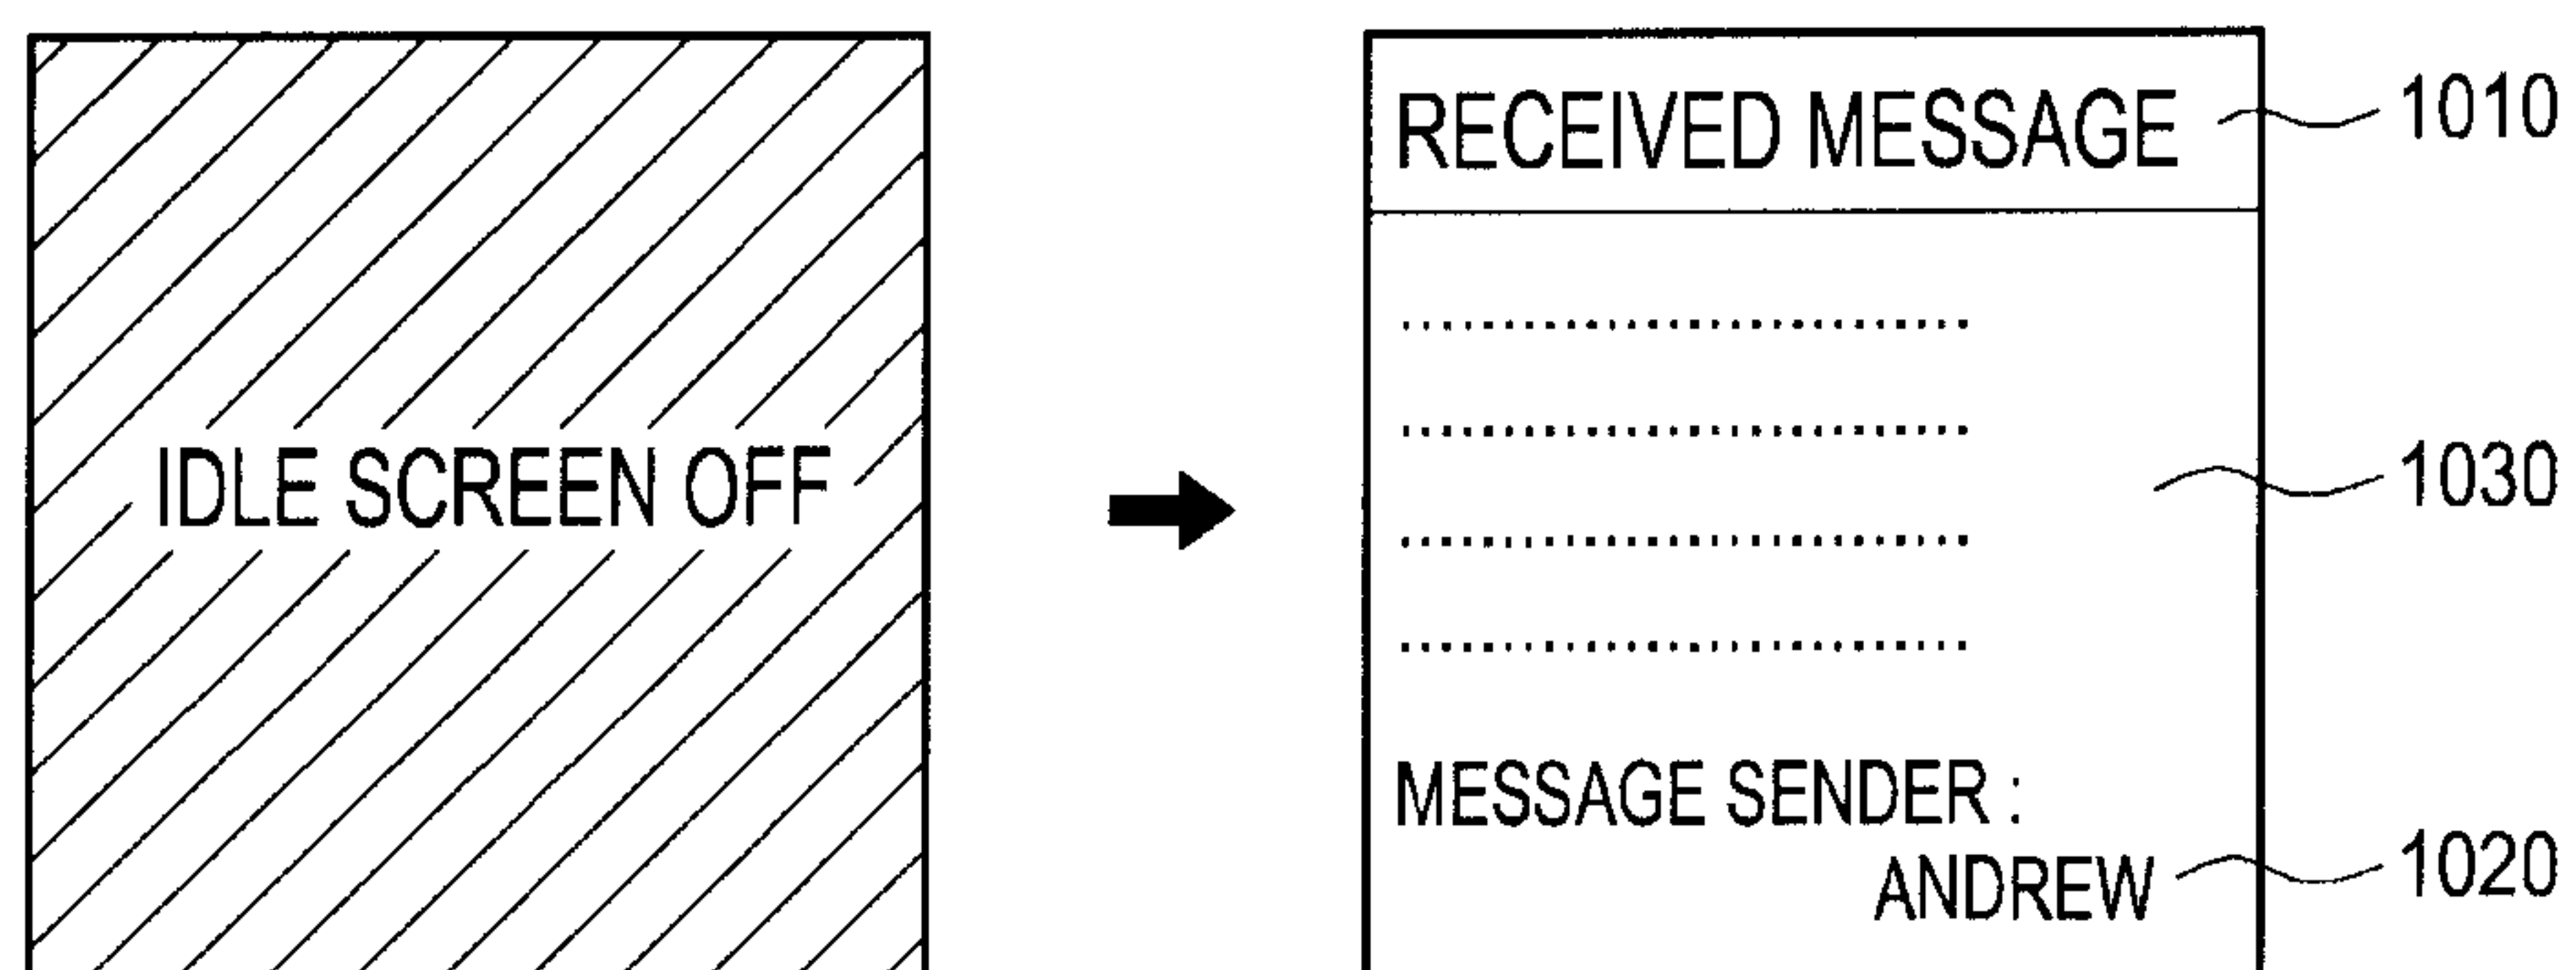 IDLE SCREEN OFF
RECEIVED MESSAGE
1010
1030
MESSAGE SENDER :
ANDREW
1020